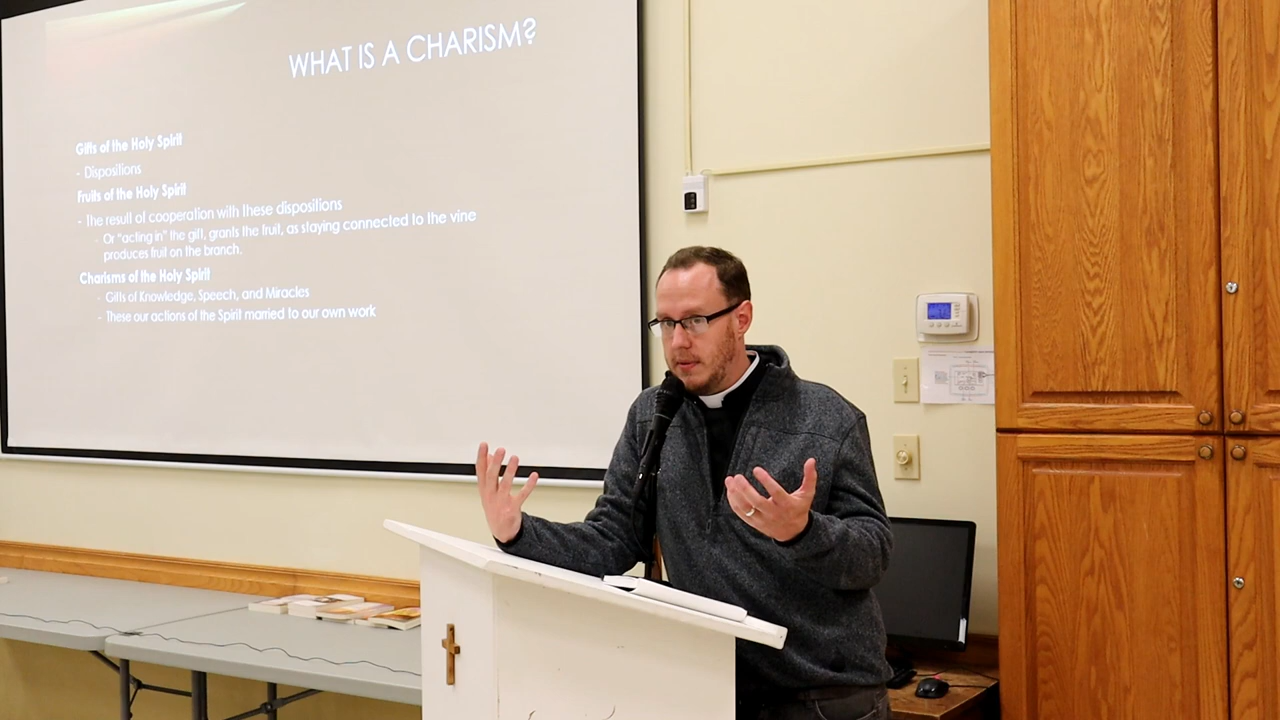 WHAT IS A CHARISM?
Gifts of the Holy Spirit
- Dispositions
Fruits of the Holy Spirit
- The result of cooperation with these dispositions
- Or "acting in" the gift, grants the fruit, as staying connected to the vine
produces fruit on the branch.
Charisms of the Holy Spirit
- Gifts of Knowledge, Speech, and Miracles
- These our actions of the Spirit married to our own work